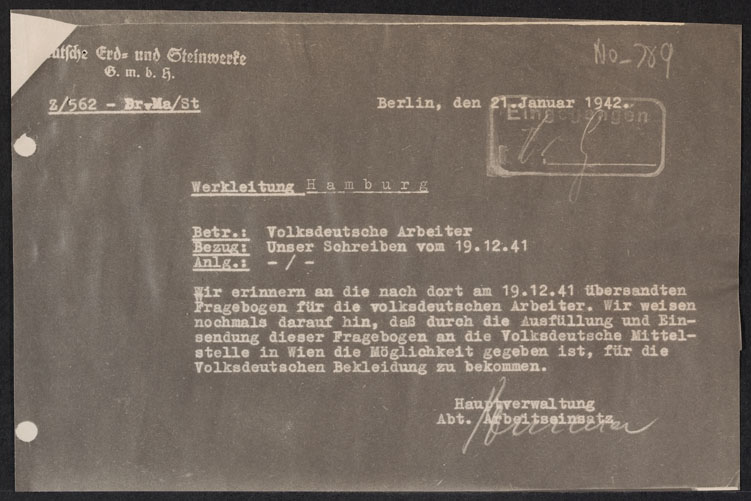 utsche Erd= und Steinwerke
G. m. b. H.
No-789
Z/562 - Dr.Ma/St
Berlin, den 21.Januar 1942.
Eingegangen
Werkleitung Hamburg
Betr.: Volksdeutsche Arbeiter
Bezug: Unser Schreiben vom 19.12.41
Anlg.: -/-
Wir erinnern an die nach dort am 19.12.41 übersandten
Fragebogen für die volksdeutschen Arbeiter. Wir weisen
nochmals darauf hin, daß durch die Ausfüllung und Ein-
sendung dieser Fragebogen an die Volksdeutsche Mittel-
stelle in Wien die Möglichkeit gegeben ist, für die
Volksdeutschen Bekleidung zu bekommen.
Hauptverwaltung
Abt. Arbeitseinsatz